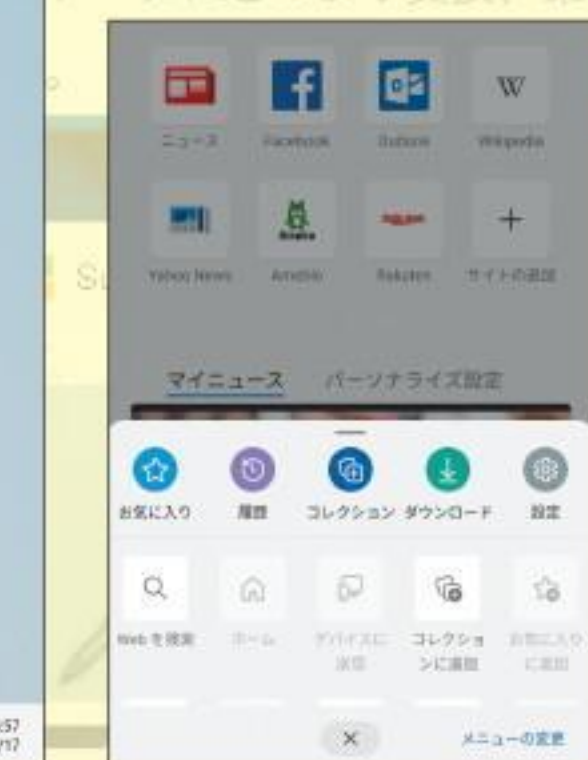 ニュース
Facebook
Outlook
Wikipedia
Yahoo News
Ameblo
Rakuten
サイトの追加
マイニュース
パーソナライズ設定
お気に入り
履歴
コレクション
ダウンロード
設定
Web を検索
ホーム
デバイスに
送信
コレクショ
ンに追加
お気に入り
に追加
メニューの変更
:57